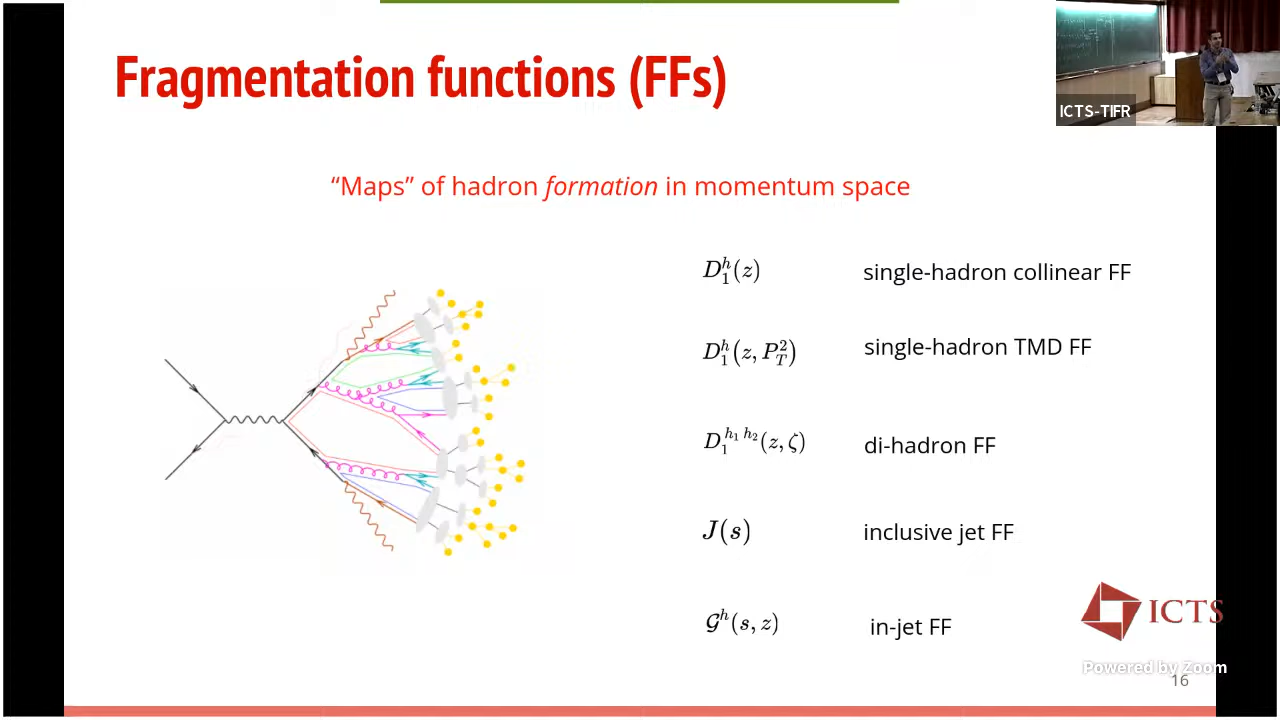 Fragmentation functions (FFs)
ICTS-TIFR
“Maps” of hadron formation in momentum space
D_1^h(z) single-hadron collinear FF
D_1^h(z, P_T^2) single-hadron TMD FF
D_1^{h_1 h_2}(z, ζ) di-hadron FF
J(s) inclusive jet FF
𝒢^h(s, z) in-jet FF
ICTS
Powered by Zoom
16